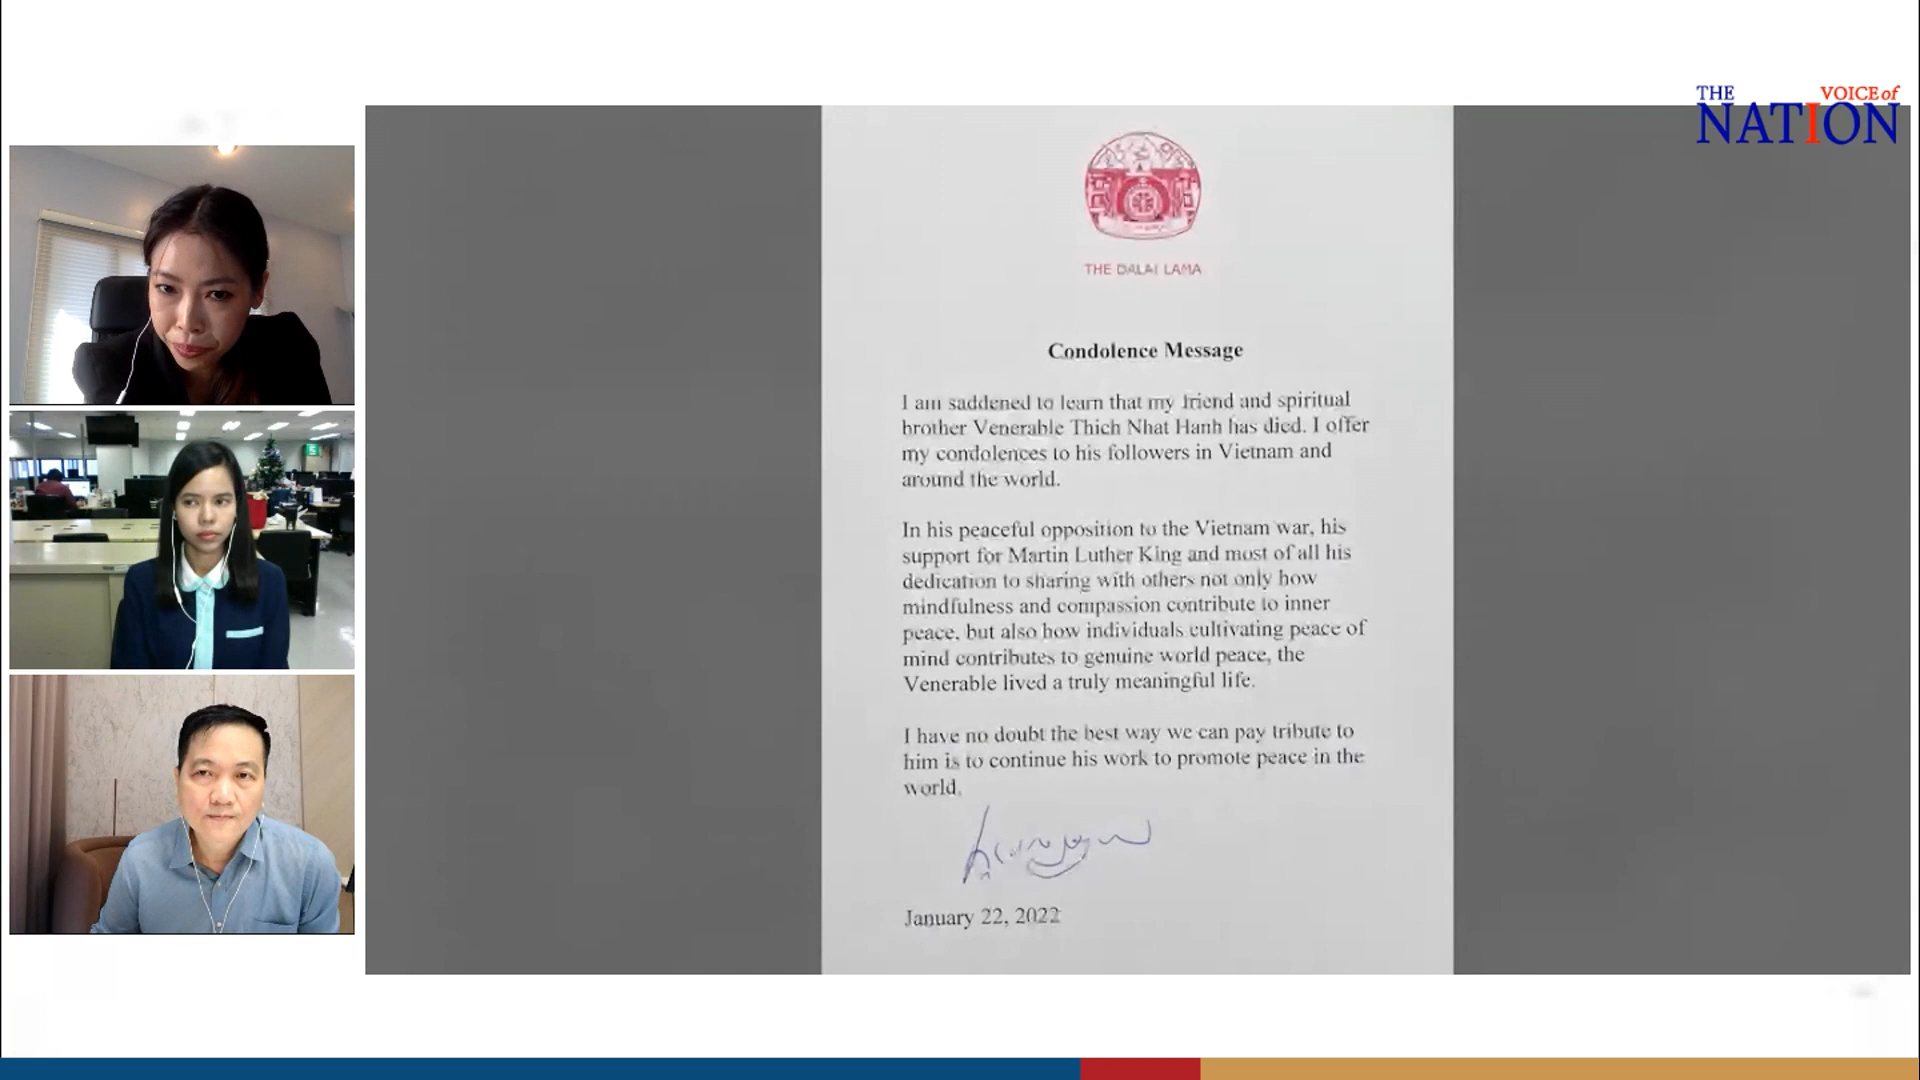 THE VOICE of
NATION
THE DALAI LAMA
Condolence Message
I am saddened to learn that my friend and spiritual
brother Venerable Thich Nhat Hanh has died. I offer
my condolences to his followers in Vietnam and
around the world.
In his peaceful opposition to the Vietnam war, his
support for Martin Luther King and most of all his
dedication to sharing with others not only how
mindfulness and compassion contribute to inner
peace, but also how individuals cultivating peace of
mind contributes to genuine world peace, the
Venerable lived a truly meaningful life.
I have no doubt the best way we can pay tribute to
him is to continue his work to promote peace in the
world.
January 22, 2022